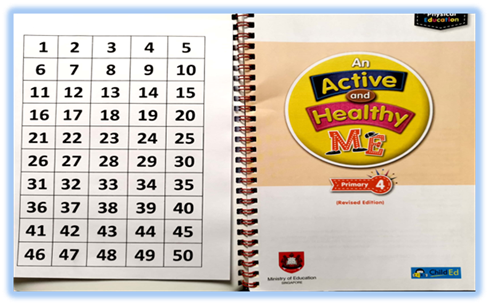 1 2 3 4 5
6 7 8 9 10
11 12 13 14 15
16 17 18 19 20
21 22 23 24 25
26 27 28 29 30
31 32 33 34 35
36 37 38 39 40
41 42 43 44 45
46 47 48 49 50
Physical
Education
An
Active
and
Healthy
ME
Primary 4
(Revised Edition)
Ministry of Education
SINGAPORE
ChildEd